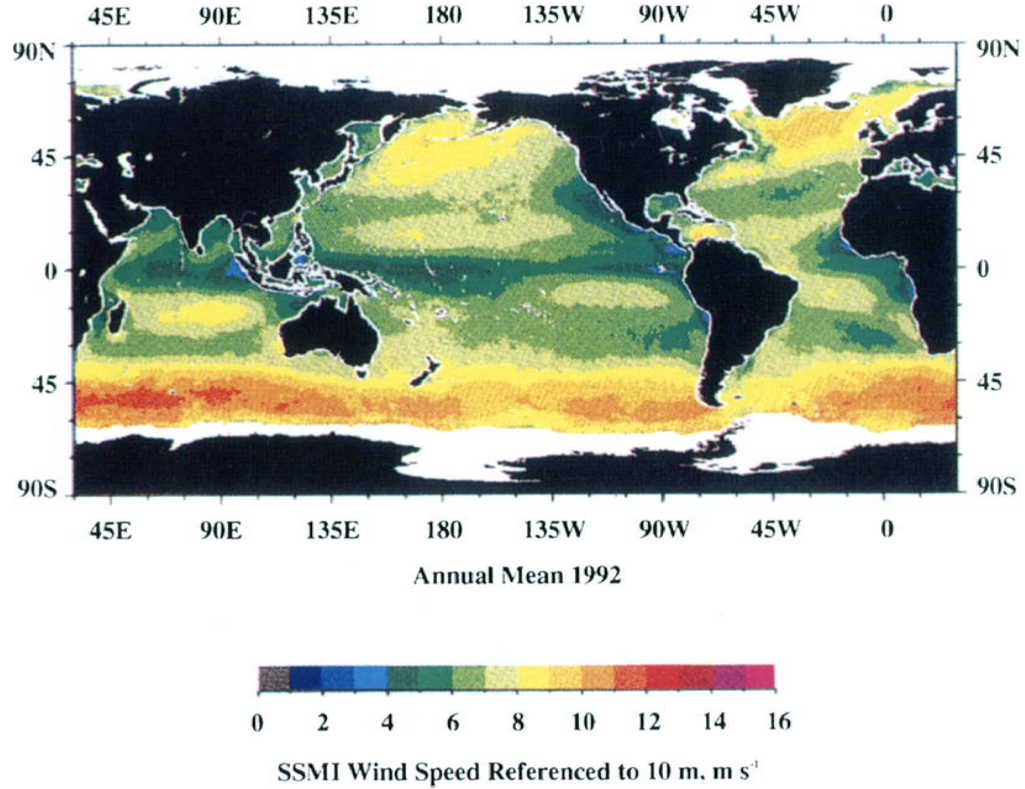 45E 90E 135E 180 135W 90W 45W 0
90N 90N
45 45
0 0
45 45
90S 90S
45E 90E 135E 180 135W 90W 45W 0
Annual Mean 1992
0 2 4 6 8 10 12 14 16
SSMI Wind Speed Referenced to 10 m, m s⁻¹